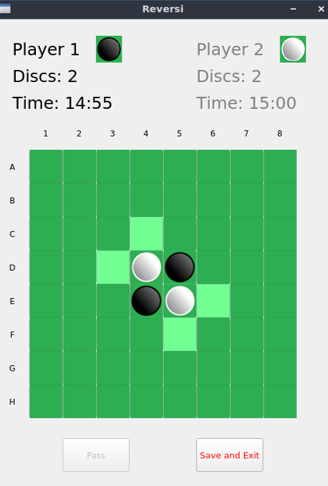 Reversi
Player 1 Player 2
Discs: 2 Discs: 2
Time: 14:55 Time: 15:00
1 2 3 4 5 6 7 8
A
B
C
D
E
F
G
H
Pass Save and Exit